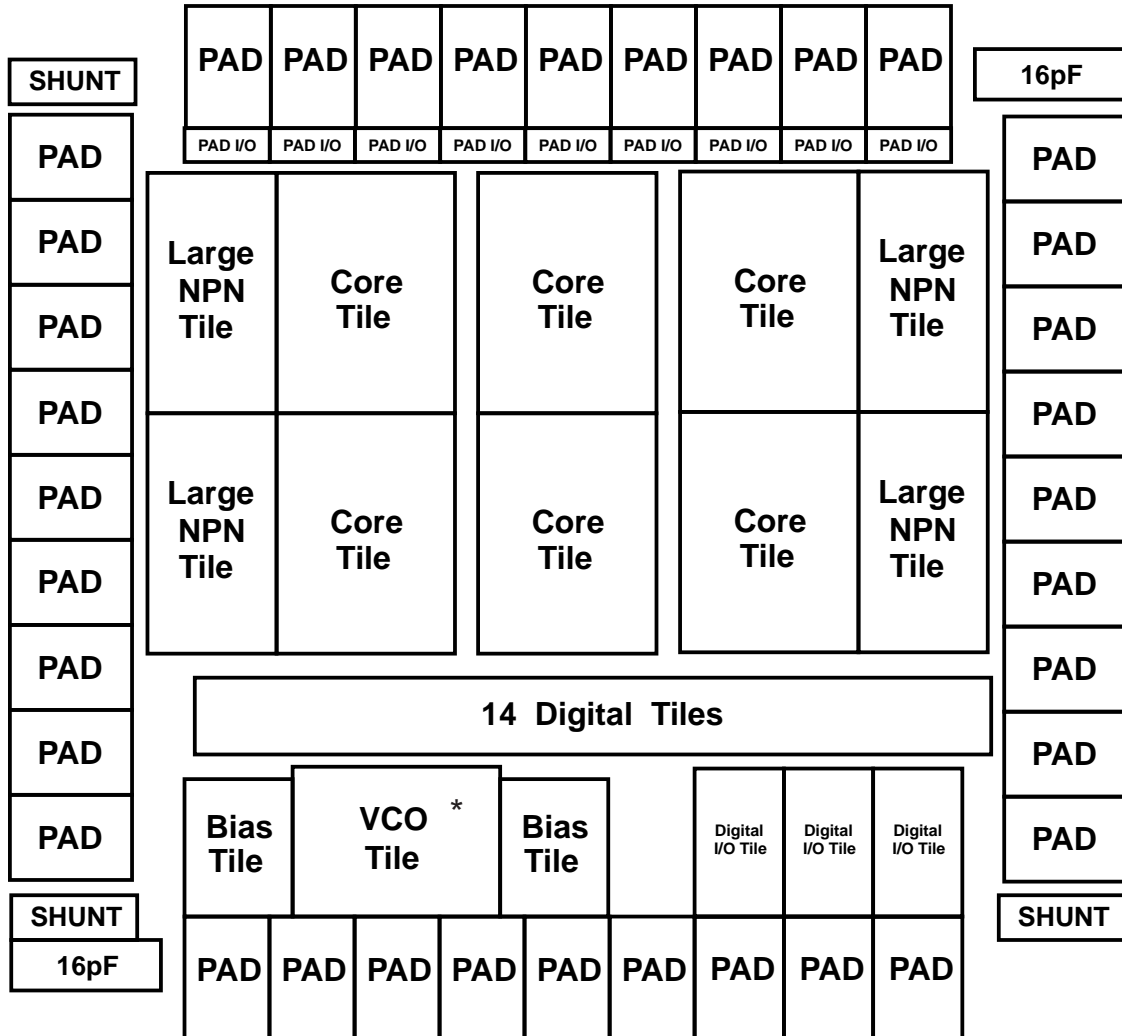 PAD PAD PAD PAD PAD PAD PAD PAD PAD
SHUNT
16pF
PAD I/O PAD I/O PAD I/O PAD I/O PAD I/O PAD I/O PAD I/O PAD I/O PAD I/O
PAD
PAD
PAD
PAD
PAD
PAD
PAD
PAD
PAD
Large
NPN
Tile
Core
Tile
Core
Tile
Core
Tile
Large
NPN
Tile
Large
NPN
Tile
Core
Tile
Core
Tile
Core
Tile
Large
NPN
Tile
PAD
PAD
PAD
PAD
PAD
PAD
PAD
PAD
PAD
14 Digital Tiles
Bias
Tile
VCO *
Tile
Bias
Tile
Digital
I/O Tile
Digital
I/O Tile
Digital
I/O Tile
SHUNT
16pF
SHUNT
PAD PAD PAD PAD PAD PAD PAD PAD PAD